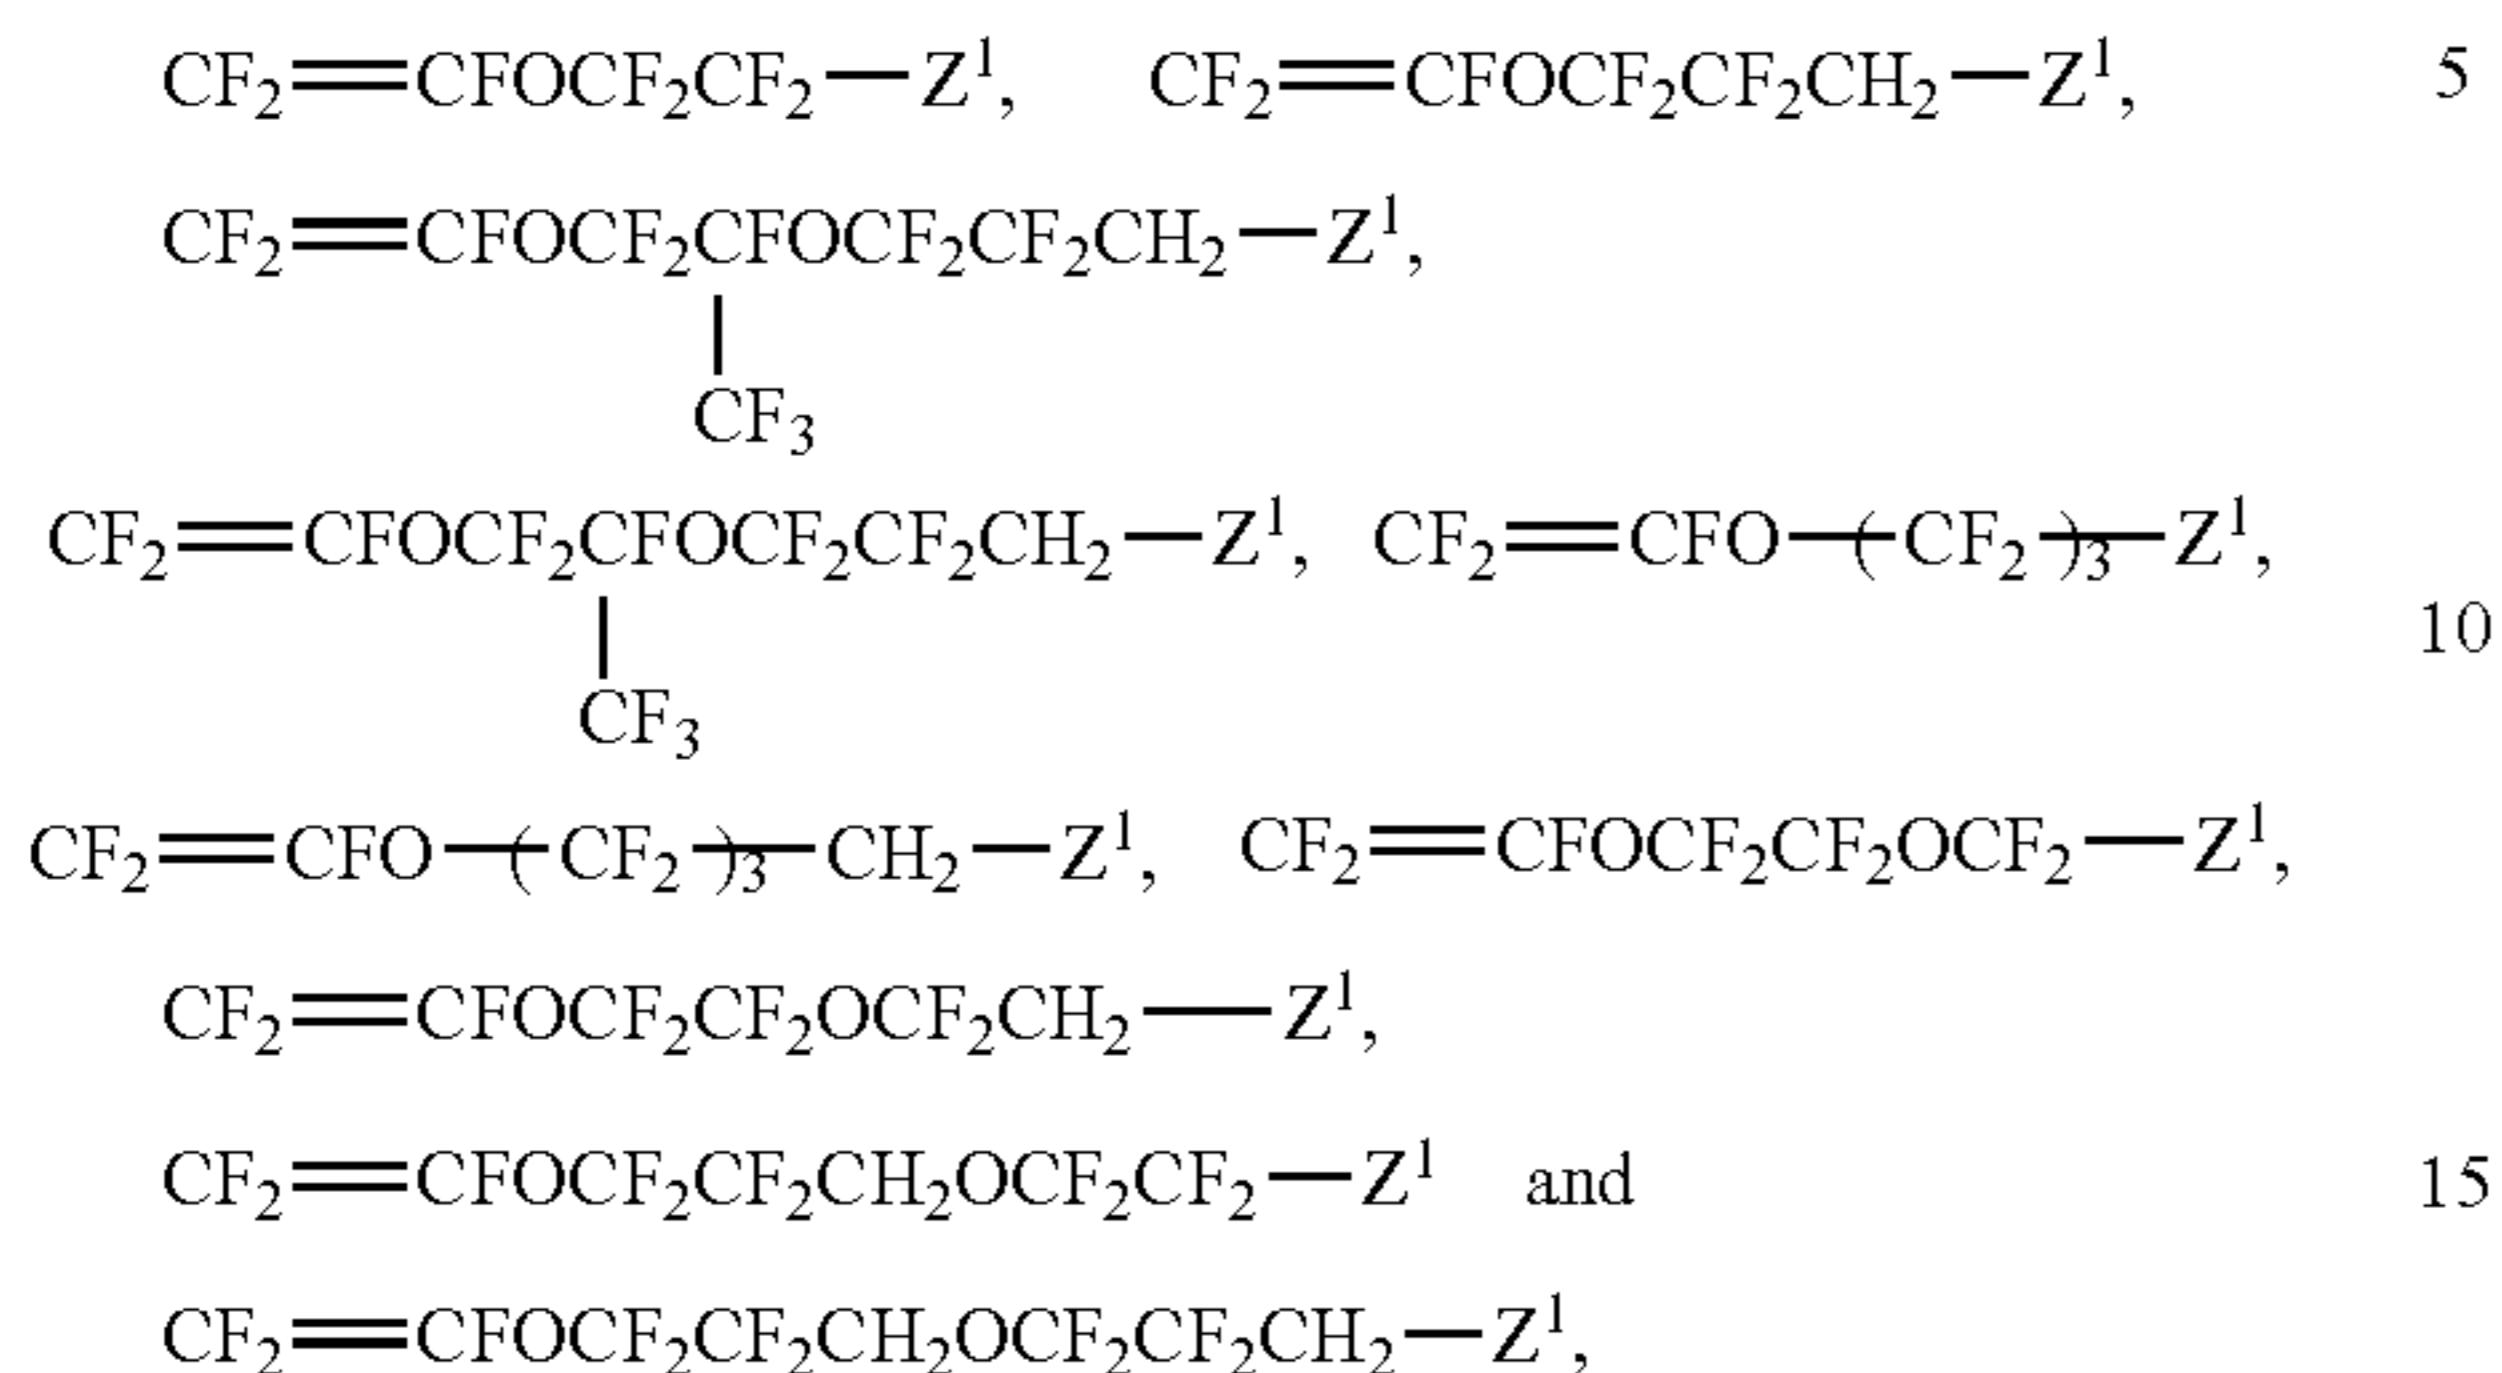 CF₂=CFOCF₂CF₂—Z¹, CF₂=CFOCF₂CF₂CH₂—Z¹, 5
CF₂=CFOCF₂CFOCF₂CF₂CH₂—Z¹,
CF₃
CF₂=CFOCF₂CFOCF₂CF₂CH₂—Z¹, CF₂=CFO—(CF₂)₃—Z¹,
10
CF₃
CF₂=CFO—(CF₂)₃—CH₂—Z¹, CF₂=CFOCF₂CF₂OCF₂—Z¹,
CF₂=CFOCF₂CF₂OCF₂CH₂—Z¹,
CF₂=CFOCF₂CF₂CH₂OCF₂CF₂—Z¹ and 15
CF₂=CFOCF₂CF₂CH₂OCF₂CF₂CH₂—Z¹,